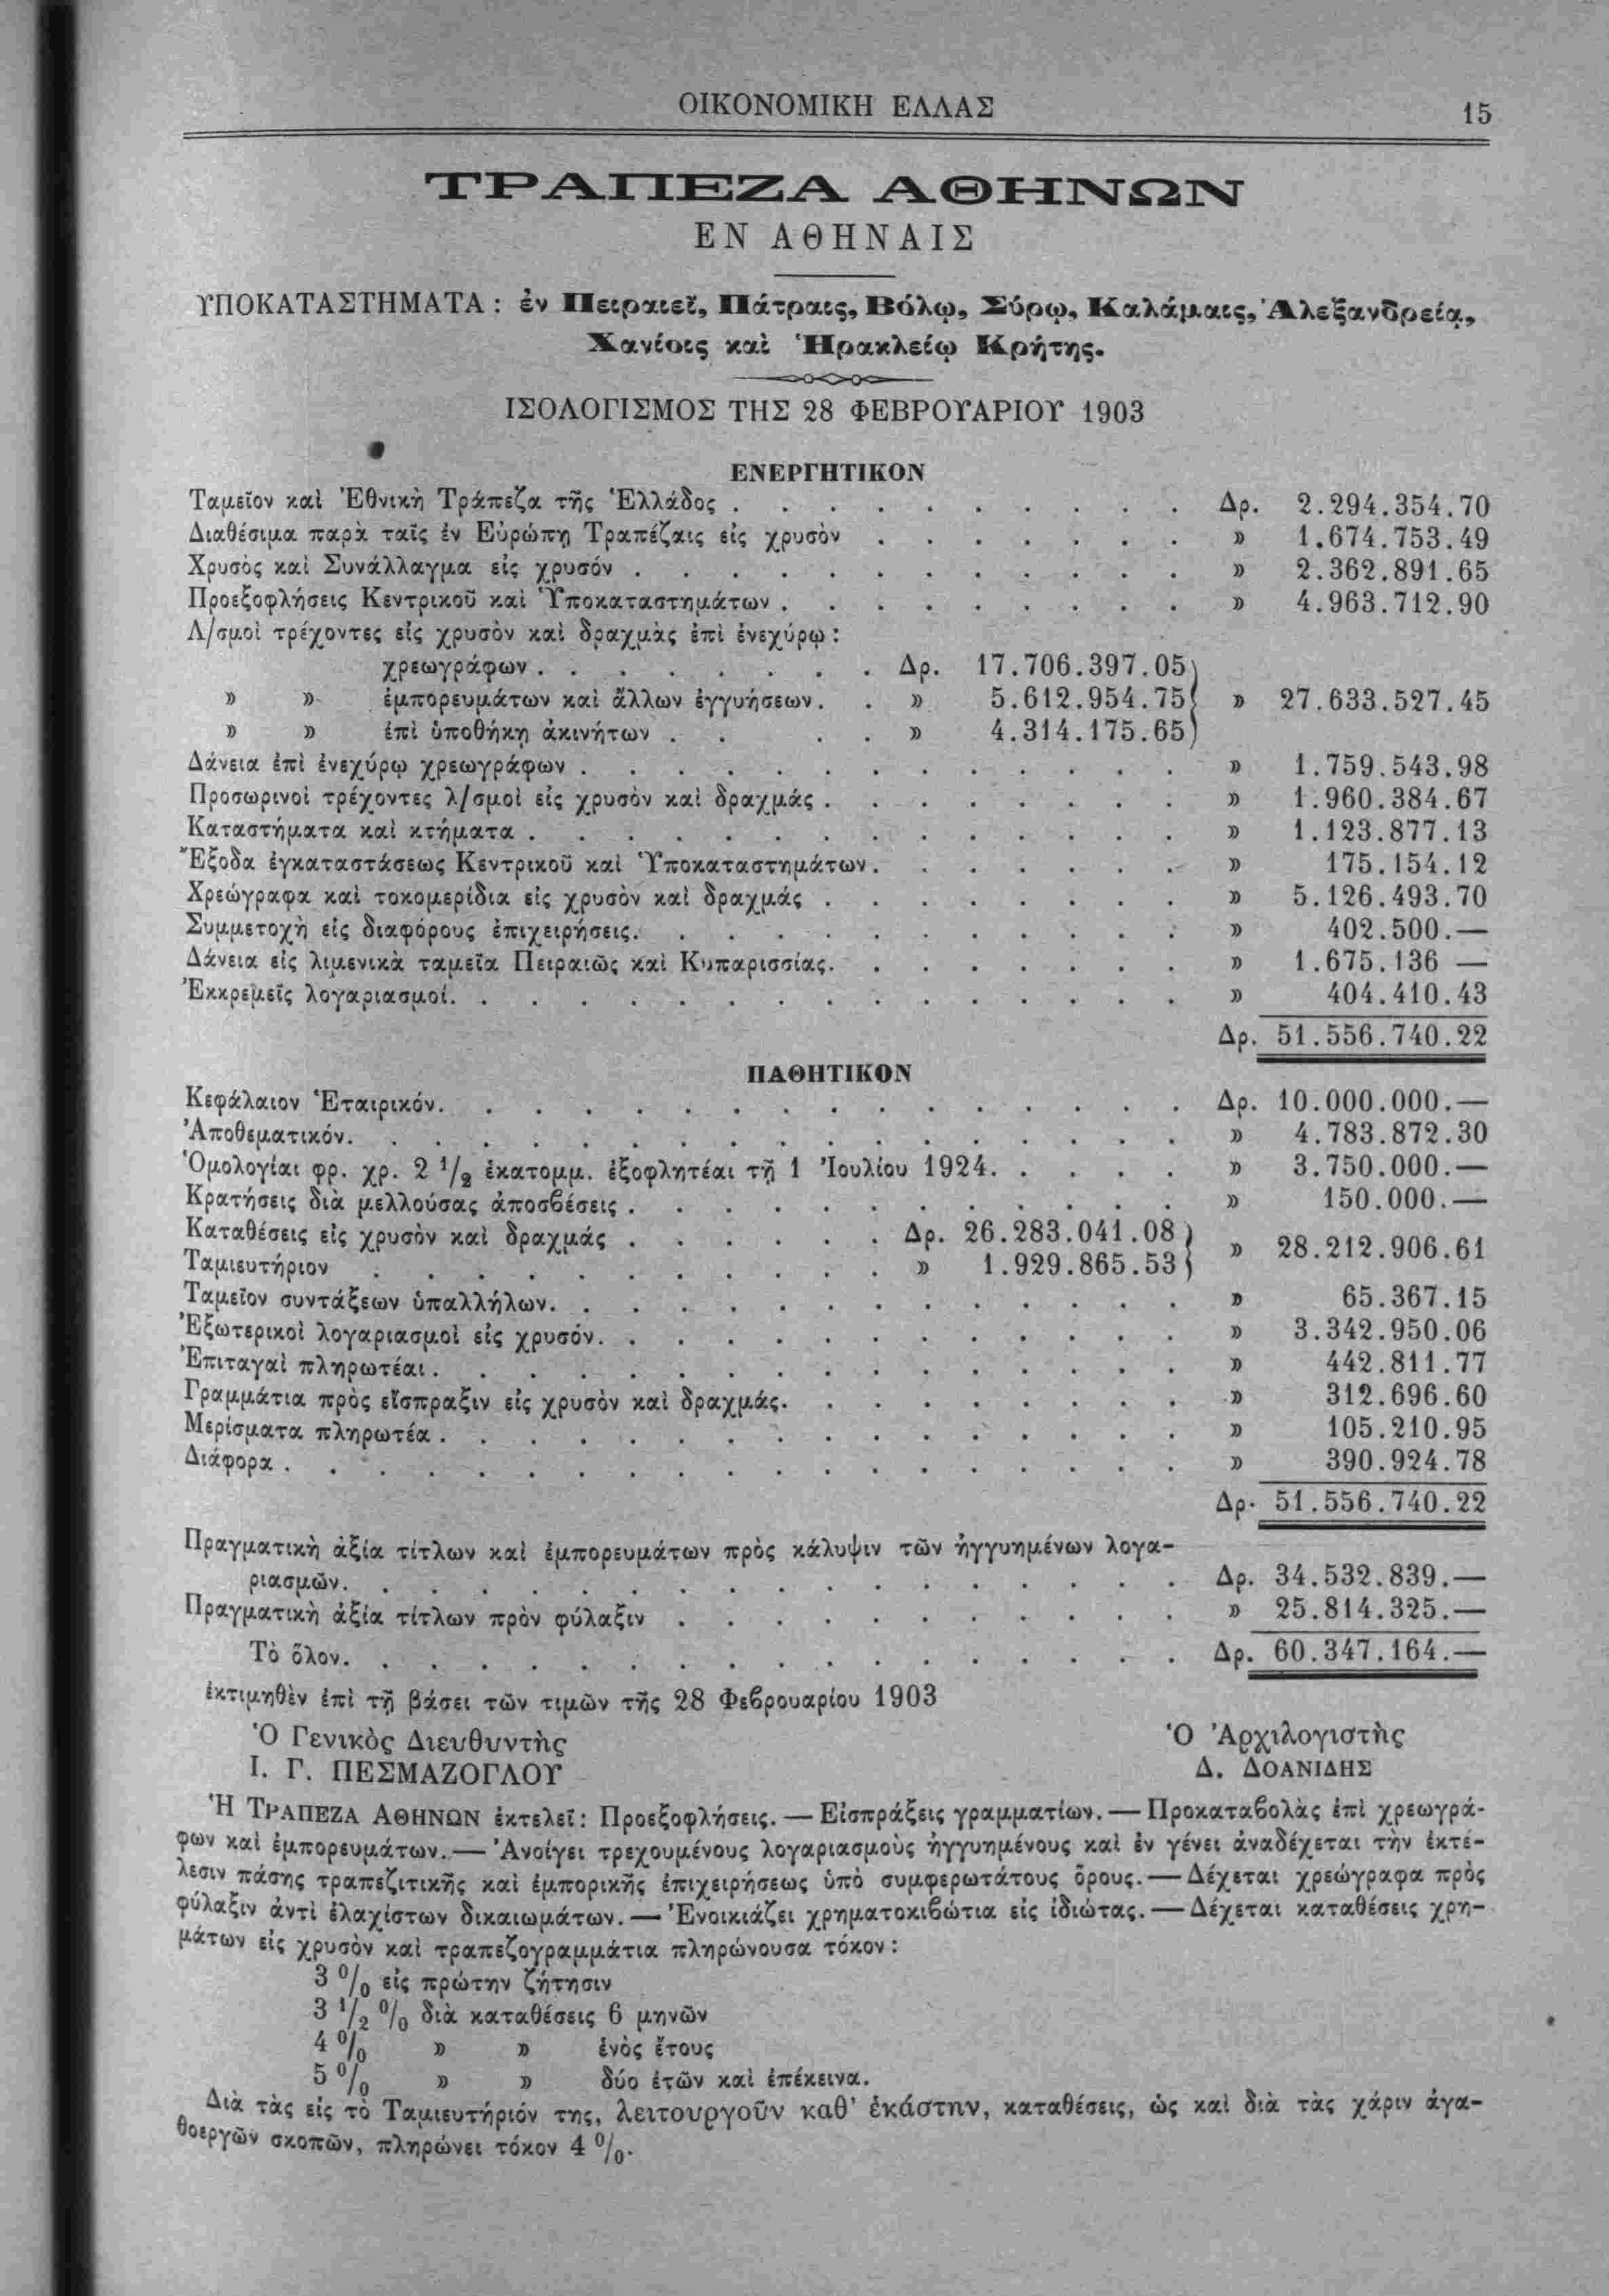 ΟΙΚΟΝΟΜΙΚΗ ΕΛΛΑΣ 15
ΤΡΑΠΕΖΑ ΑΘΗΝΩΝ
ΕΝ ΑΘΗΝΑΙΣ
ΥΠΟΚΑΤΑΣΤΗΜΑΤΑ : ἐν Πειραιεῖ, Πάτραις, Βόλῳ, Σύρῳ, Καλάμαις, Ἀλεξανδρείᾳ,
Χανίοις καὶ Ἡρακλείῳ Κρήτης.
ΙΣΟΛΟΓΙΣΜΟΣ ΤΗΣ 28 ΦΕΒΡΟΥΑΡΙΟΥ 1903
ΕΝΕΡΓΗΤΙΚΟΝ
Ταμεῖον καὶ Ἐθνικὴ Τράπεζα τῆς Ἑλλάδος . . . . . . . . . . Δρ. 2.294.354.70
Διαθέσιμα παρὰ ταῖς ἐν Εὐρώπῃ Τραπέζαις εἰς χρυσὸν . . . . . . . » 1.674.753.49
Χρυσὸς καὶ Συνάλλαγμα εἰς χρυσόν . . . . . . . . . . . . » 2.362.891.65
Προεξοφλήσεις Κεντρικοῦ καὶ Ὑποκαταστημάτων . . . . . . . . . » 4.963.712.90
Λ/σμοὶ τρέχοντες εἰς χρυσὸν καὶ δραχμὰς ἐπὶ ἐνεχύρῳ :
χρεωγράφων . . . . . . . . Δρ. 17.706.397.05
» » ἐμπορευμάτων καὶ ἄλλων ἐγγυήσεων. . » 5.612.954.75 » 27.633.527.45
» » ἐπὶ ὑποθήκῃ ἀκινήτων . . . . » 4.314.175.65
Δάνεια ἐπὶ ἐνεχύρῳ χρεωγράφων . . . . . . . . . . . . . » 1.759.543.98
Προσωρινοὶ τρέχοντες λ/σμοὶ εἰς χρυσὸν καὶ δραχμάς . . . . . . . . » 1.960.384.67
Καταστήματα καὶ κτήματα . . . . . . . . . . . . . . » 1.123.877.13
Ἔξοδα ἐγκαταστάσεως Κεντρικοῦ καὶ Ὑποκαταστημάτων. . . . . . . » 175.154.12
Χρεώγραφα καὶ τοκομερίδια εἰς χρυσὸν καὶ δραχμάς . . . . . . . . » 5.126.493.70
Συμμετοχὴ εἰς διαφόρους ἐπιχειρήσεις. . . . . . . . . . . . » 402.500.—
Δάνεια εἰς λιμενικὰ ταμεῖα Πειραιῶς καὶ Κυπαρισσίας. . . . . . . . » 1.675.136 —
Ἐκκρεμεῖς λογαριασμοί. . . . . . . . . . . . . . . . » 404.410.43
Δρ. 51.556.740.22
ΠΑΘΗΤΙΚΟΝ
Κεφάλαιον Ἑταιρικόν. . . . . . . . . . . . . . . . Δρ. 10.000.000.—
Ἀποθεματικόν. . . . . . . . . . . . . . . . . . » 4.783.872.30
Ὁμολογίαι φρ. χρ. 2 1/2 ἑκατομμ. ἐξοφλητέαι τῇ 1 Ἰουλίου 1924. . . . . » 3.750.000.—
Κρατήσεις διὰ μελλούσας ἀποσβέσεις . . . . . . . . . . . . » 150.000.—
Καταθέσεις εἰς χρυσὸν καὶ δραχμάς . . . . . . Δρ. 26.283.041.08
» 28.212.906.61
Ταμιευτήριον . . . . . . . . . . . » 1.929.865.53
Ταμεῖον συντάξεων ὑπαλλήλων. . . . . . . . . . . . . . » 65.367.15
Ἐξωτερικοὶ λογαριασμοὶ εἰς χρυσόν. . . . . . . . . . . . . » 3.342.950.06
Ἐπιταγαὶ πληρωτέαι . . . . . . . . . . . . . . . . » 442.811.77
Γραμμάτια πρὸς εἴσπραξιν εἰς χρυσὸν καὶ δραχμάς. . . . . . . . . » 312.696.60
Μερίσματα πληρωτέα . . . . . . . . . . . . . . . . » 105.210.95
Διάφορα . . . . . . . . . . . . . . . . . . . » 390.924.78
Δρ. 51.556.740.22
Πραγματικὴ ἀξία τίτλων καὶ ἐμπορευμάτων πρὸς κάλυψιν τῶν ἠγγυημένων λογα-
ριασμῶν. . . . . . . . . . . . . . . . . . Δρ. 34.532.839.—
Πραγματικὴ ἀξία τίτλων πρὸν φύλαξιν . . . . . . . . . . . » 25.814.325.—
Τὸ ὅλον. . . . . . . . . . . . . . . . . . Δρ. 60.347.164.—
ἐκτιμηθὲν ἐπὶ τῇ βάσει τῶν τιμῶν τῆς 28 Φεβρουαρίου 1903
Ὁ Γενικὸς Διευθυντὴς Ὁ Ἀρχιλογιστὴς
Ι. Γ. ΠΕΣΜΑΖΟΓΛΟΥ Δ. ΔΟΑΝΙΔΗΣ
Ἡ ΤΡΑΠΕΖΑ ΑΘΗΝΩΝ ἐκτελεῖ : Προεξοφλήσεις. — Εἰσπράξεις γραμματίων. — Προκαταβολὰς ἐπὶ χρεωγρά-
φων καὶ ἐμπορευμάτων. — Ἀνοίγει τρεχουμένους λογαριασμοὺς ἠγγυημένους καὶ ἐν γένει ἀναδέχεται τὴν ἐκτέ-
λεσιν πάσης τραπεζιτικῆς καὶ ἐμπορικῆς ἐπιχειρήσεως ὑπὸ συμφερωτάτους ὅρους. — Δέχεται χρεώγραφα πρὸς
φύλαξιν ἀντὶ ἐλαχίστων δικαιωμάτων. — Ἐνοικιάζει χρηματοκιβώτια εἰς ἰδιώτας. — Δέχεται καταθέσεις χρη-
μάτων εἰς χρυσὸν καὶ τραπεζογραμμάτια πληρώνουσα τόκον :
3 0/0 εἰς πρώτην ζήτησιν
3 1/2 0/0 διὰ καταθέσεις 6 μηνῶν
4 0/0 » » ἑνὸς ἔτους
5 0/0 » » δύο ἐτῶν καὶ ἐπέκεινα.
Διὰ τὰς εἰς τὸ Ταμιευτήριόν της, λειτουργοῦν καθ' ἑκάστην, καταθέσεις, ὡς καὶ διὰ τὰς χάριν ἀγα-
θοεργῶν σκοπῶν, πληρώνει τόκον 4 0/0.